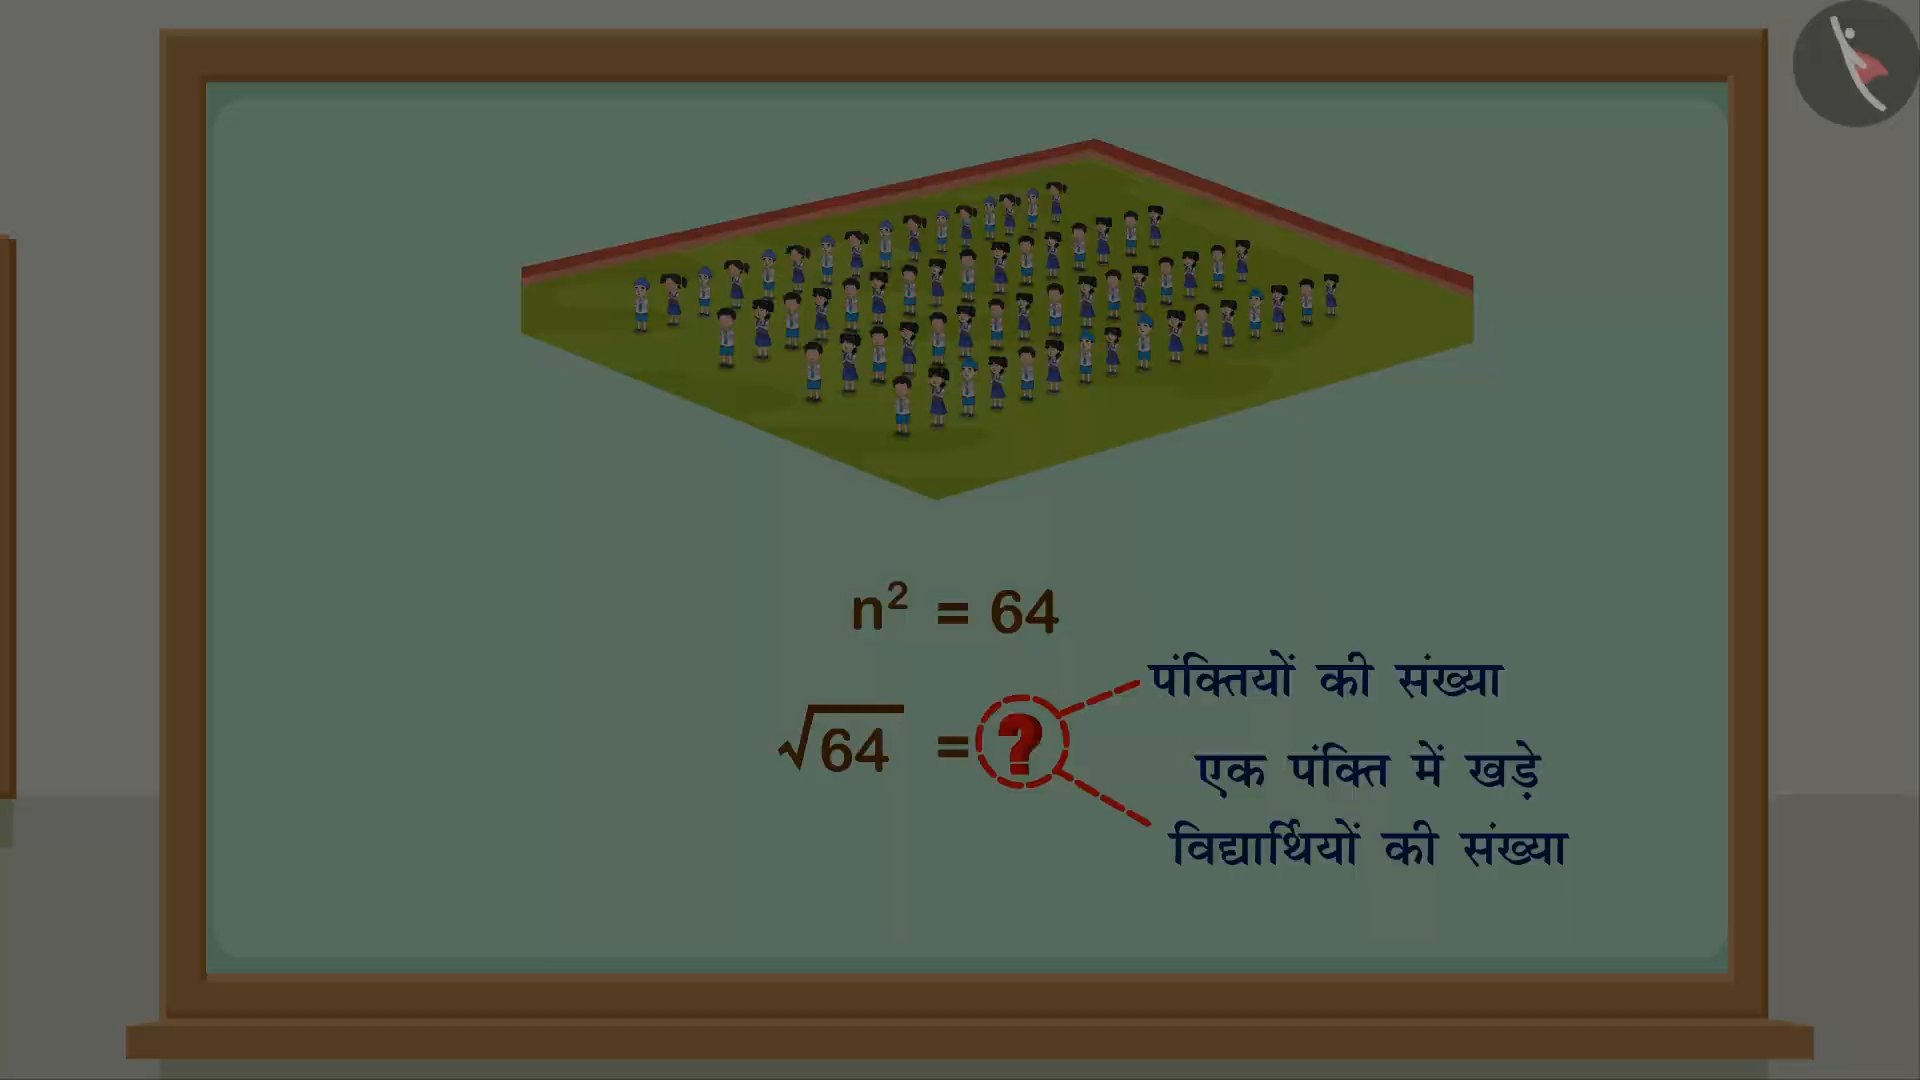 n² = 64
√64 = ?
पंक्तियों की संख्या
एक पंक्ति में खड़े
विद्यार्थियों की संख्या